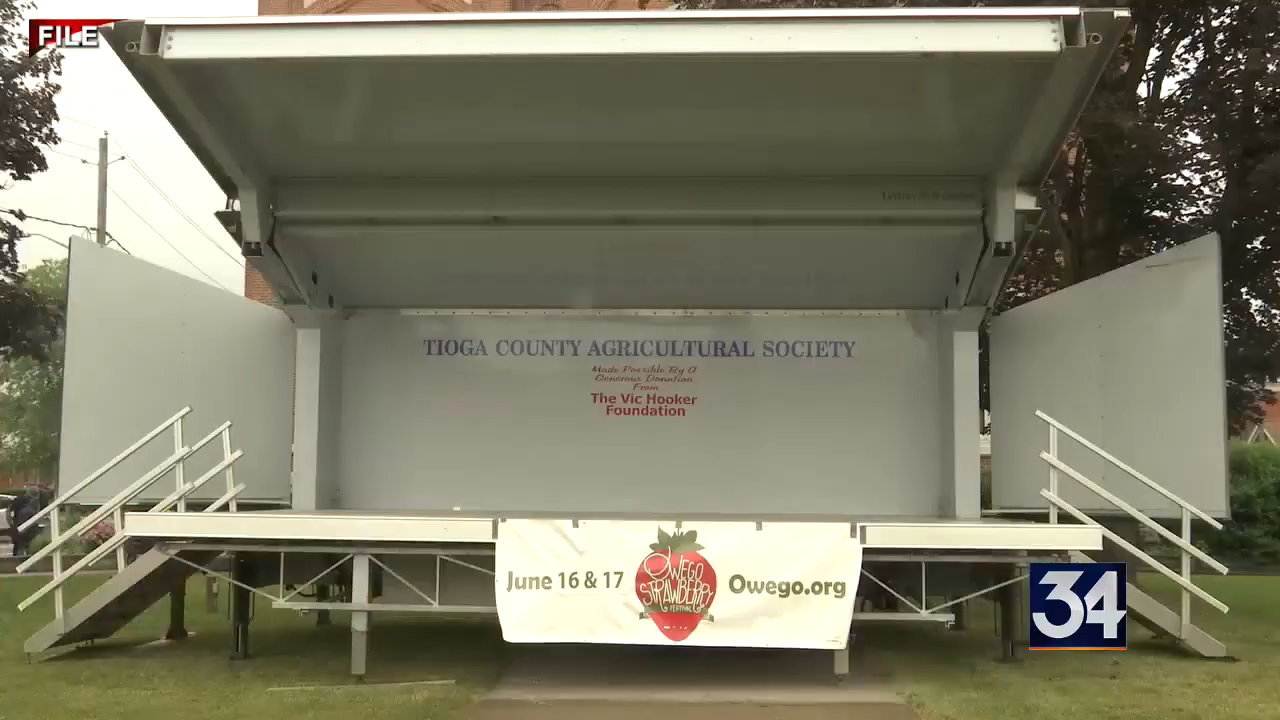 FILE
TIOGA COUNTY AGRICULTURAL SOCIETY
Made Possible By A
Generous Donation
From
The Vic Hooker
Foundation
June 16 & 17
OWEGO
STRAWBERRY
FESTIVAL
Owego.org
34